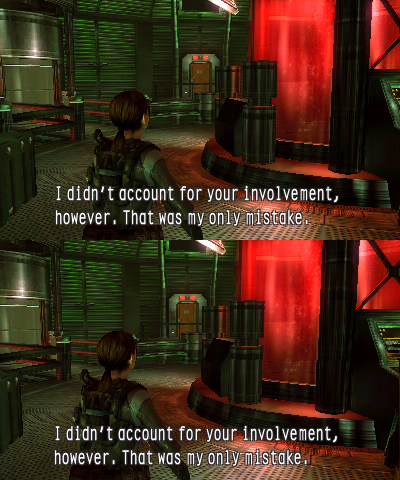 I didn't account for your involvement,
however. That was my only mistake.
I didn't account for your involvement,
however. That was my only mistake.